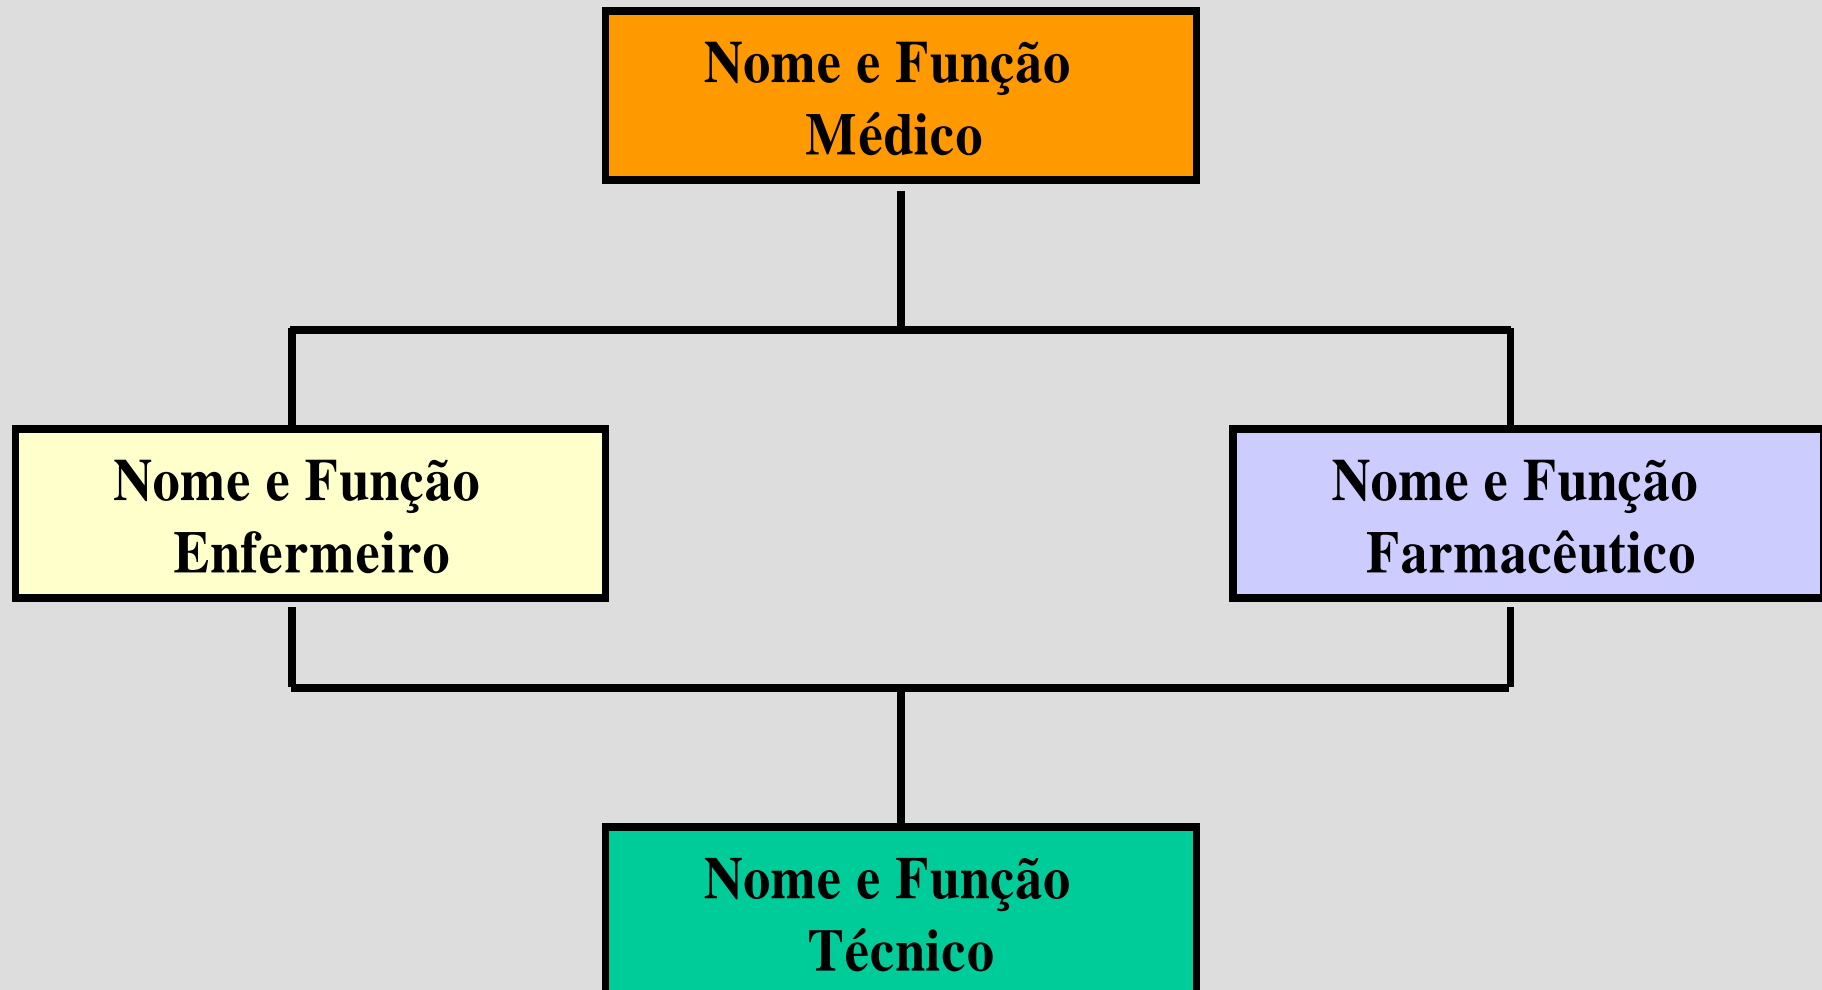 Nome e Função
Médico
Nome e Função
Enfermeiro
Nome e Função
Farmacêutico
Nome e Função
Técnico